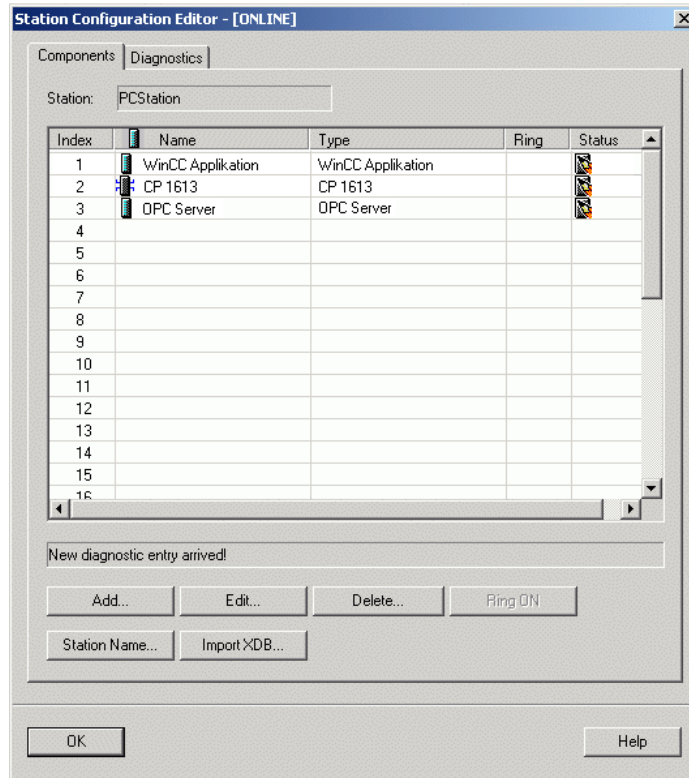 Station Configuration Editor - [ONLINE]
Components Diagnostics
Station: PCStation
Index Name Type Ring Status
1 WinCC Applikation WinCC Applikation
2 CP 1613 CP 1613
3 OPC Server OPC Server
4
5
6
7
8
9
10
11
12
13
14
15
16
New diagnostic entry arrived!
Add... Edit... Delete... Ring ON
Station Name... Import XDB...
OK Help